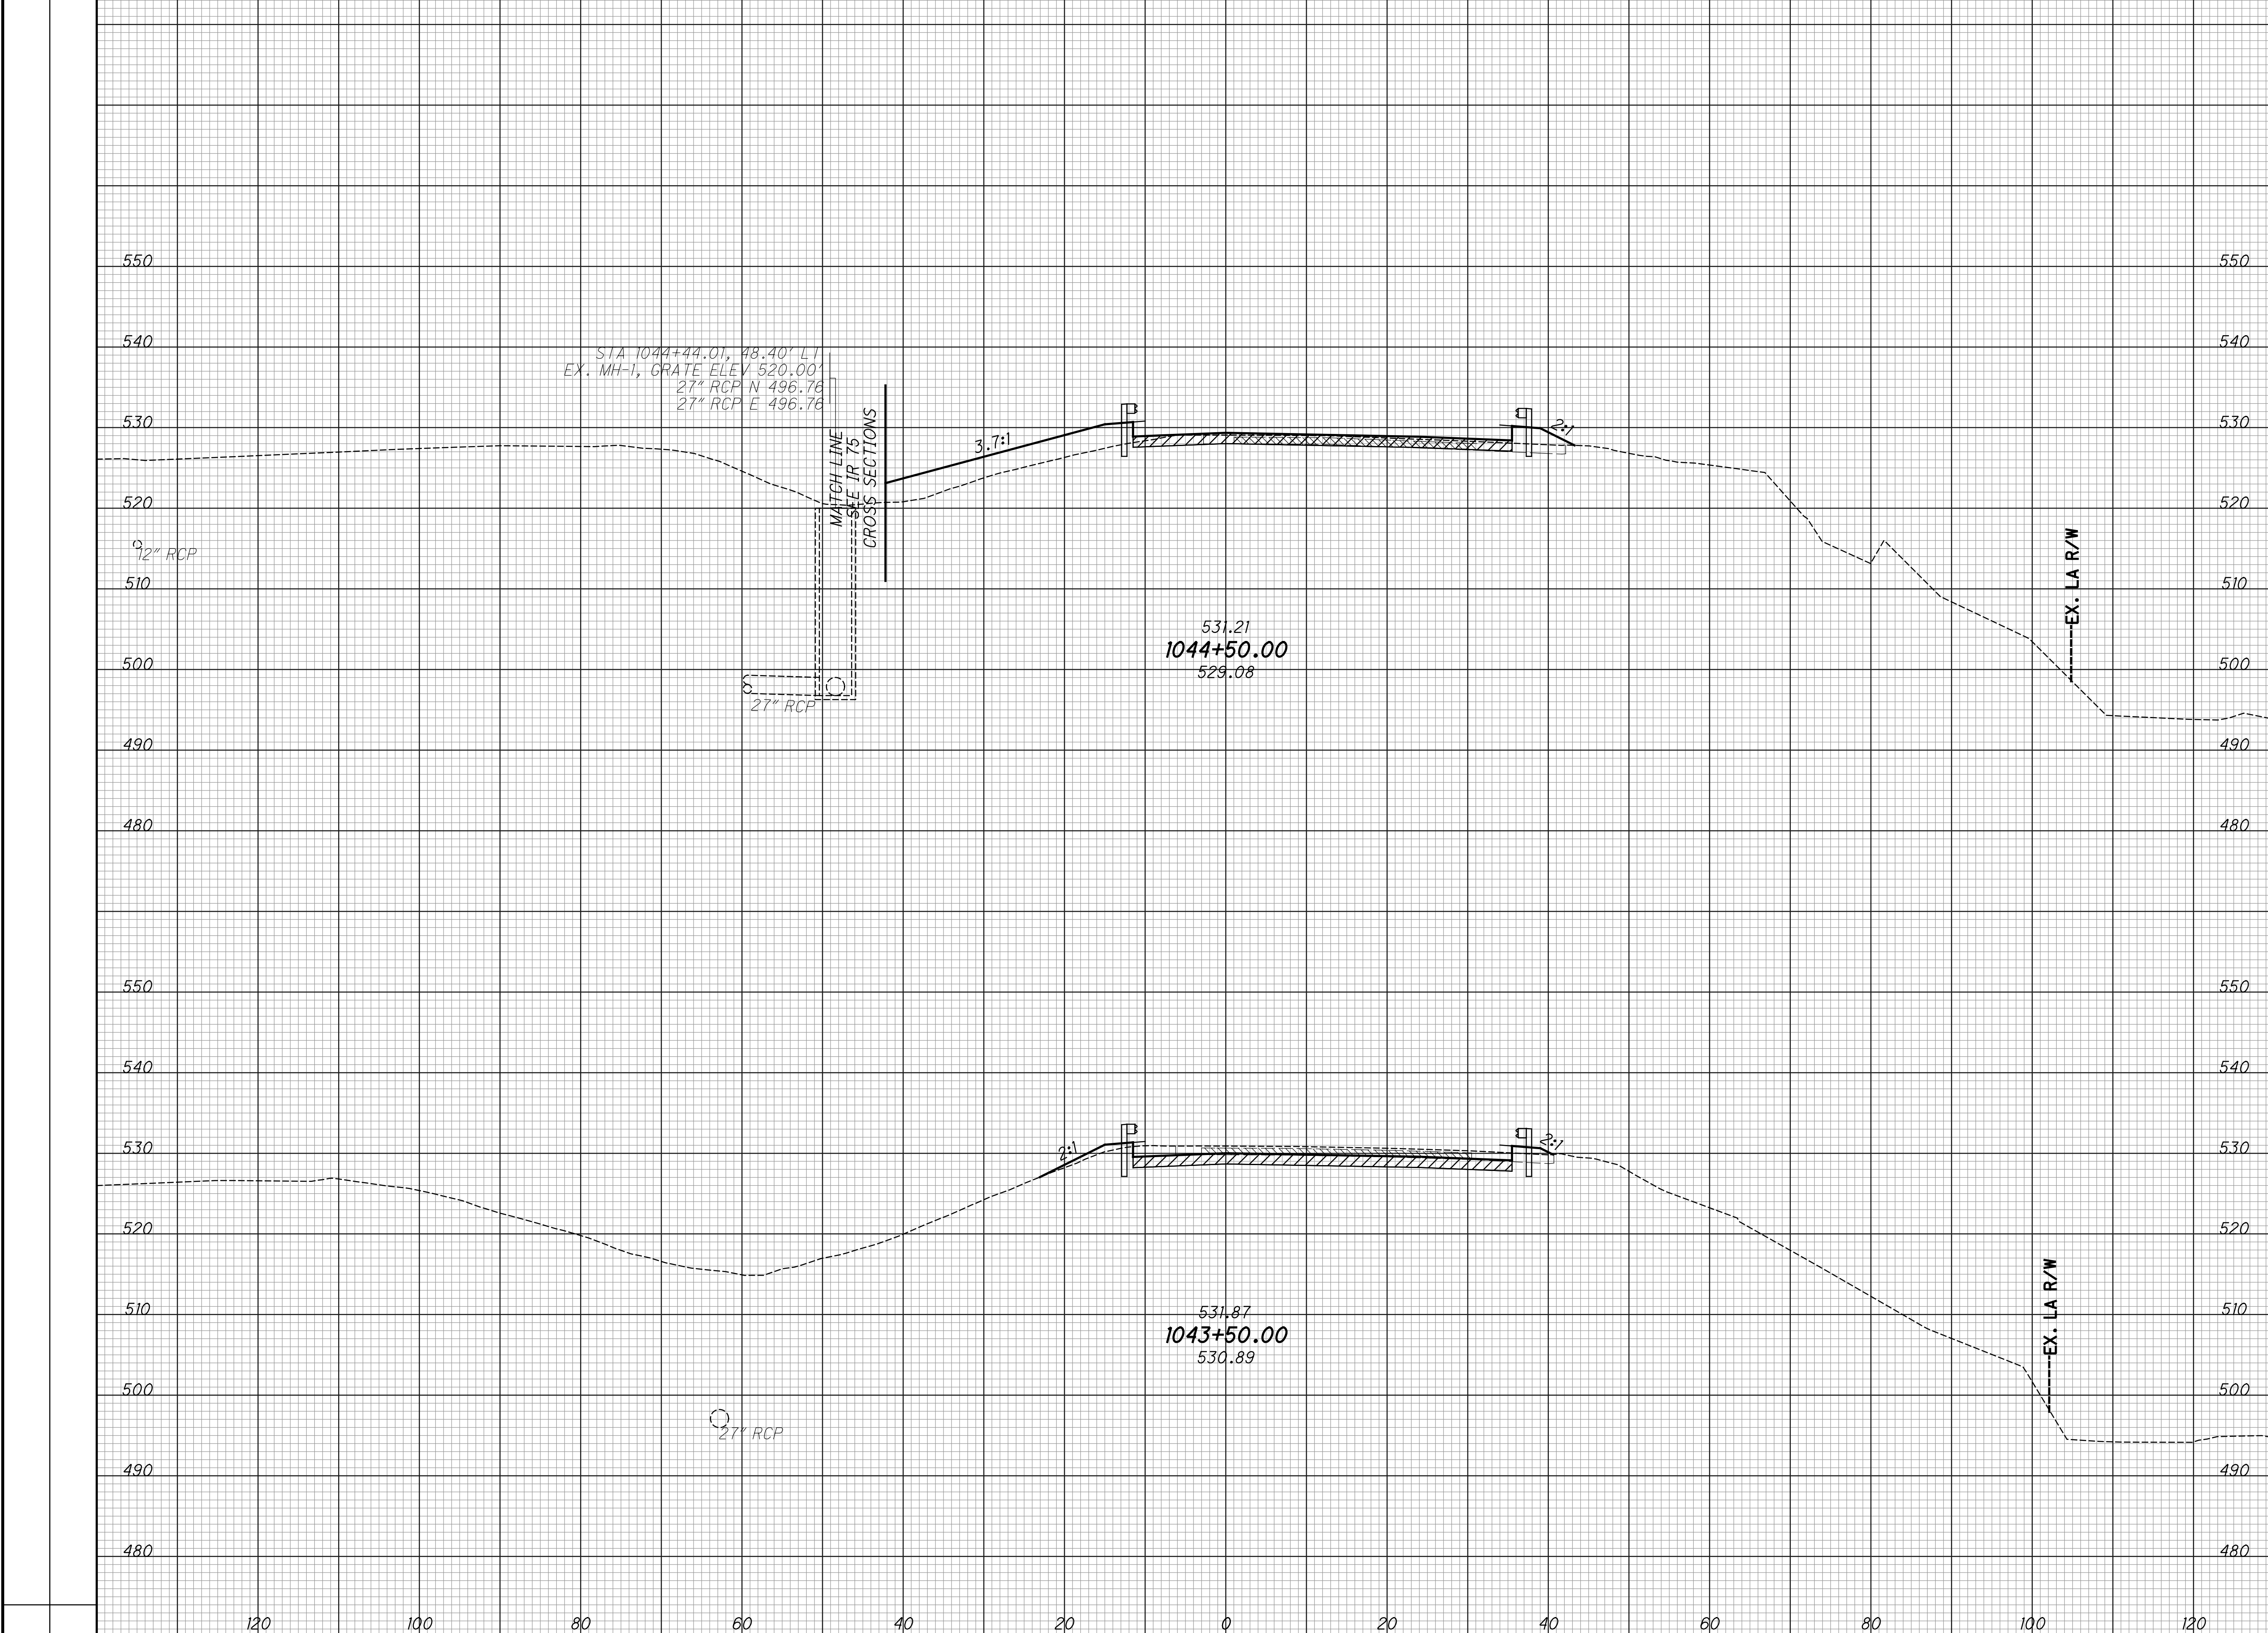 550 550
540 540
STA 1044+44.01, 48.40' LT
EX. MH-1, GRATE ELEV 520.00'
27" RCP N 496.76
27" RCP E 496.76
530 530
3.7:1
2:1
MATCH LINE
SEE IR 75
CROSS SECTIONS
520 520
12" RCP
EX. LA R/W
510 510
531.21
1044+50.00
529.08
500 500
27" RCP
490 490
480 480
550 550
540 540
530 530
2:1
2:1
520 520
510 510
EX. LA R/W
531.87
1043+50.00
530.89
500 500
27" RCP
490 490
480 480
120 100 80 60 40 20 0 20 40 60 80 100 120